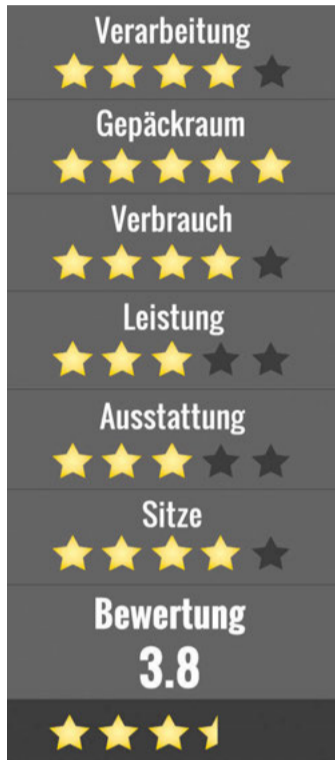 Verarbeitung
Gepäckraum
Verbrauch
Leistung
Ausstattung
Sitze
Bewertung
3.8